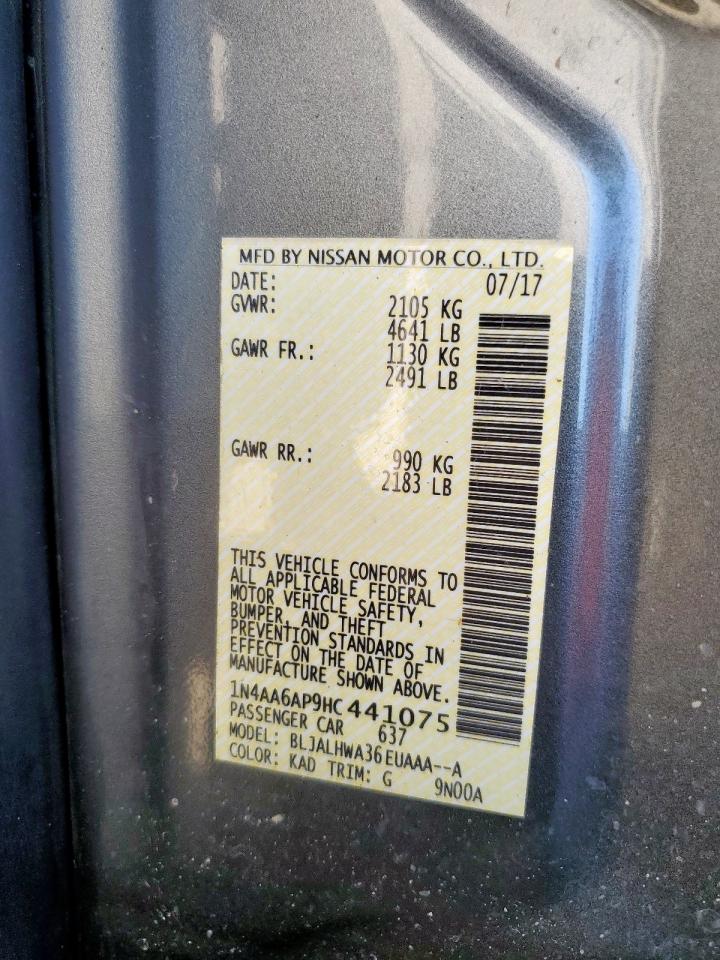 MFD BY NISSAN MOTOR CO., LTD.
DATE: 07/17
GVWR: 2105 KG
4641 LB
GAWR FR.: 1130 KG
2491 LB
GAWR RR.: 990 KG
2183 LB
THIS VEHICLE CONFORMS TO
ALL APPLICABLE FEDERAL
MOTOR VEHICLE SAFETY,
BUMPER, AND THEFT
PREVENTION STANDARDS IN
EFFECT ON THE DATE OF
MANUFACTURE SHOWN ABOVE.
1N4AA6AP9HC441075
PASSENGER CAR 637
MODEL: BLJALHWA36EUAAA--A
COLOR: KAD TRIM: G 9N00A